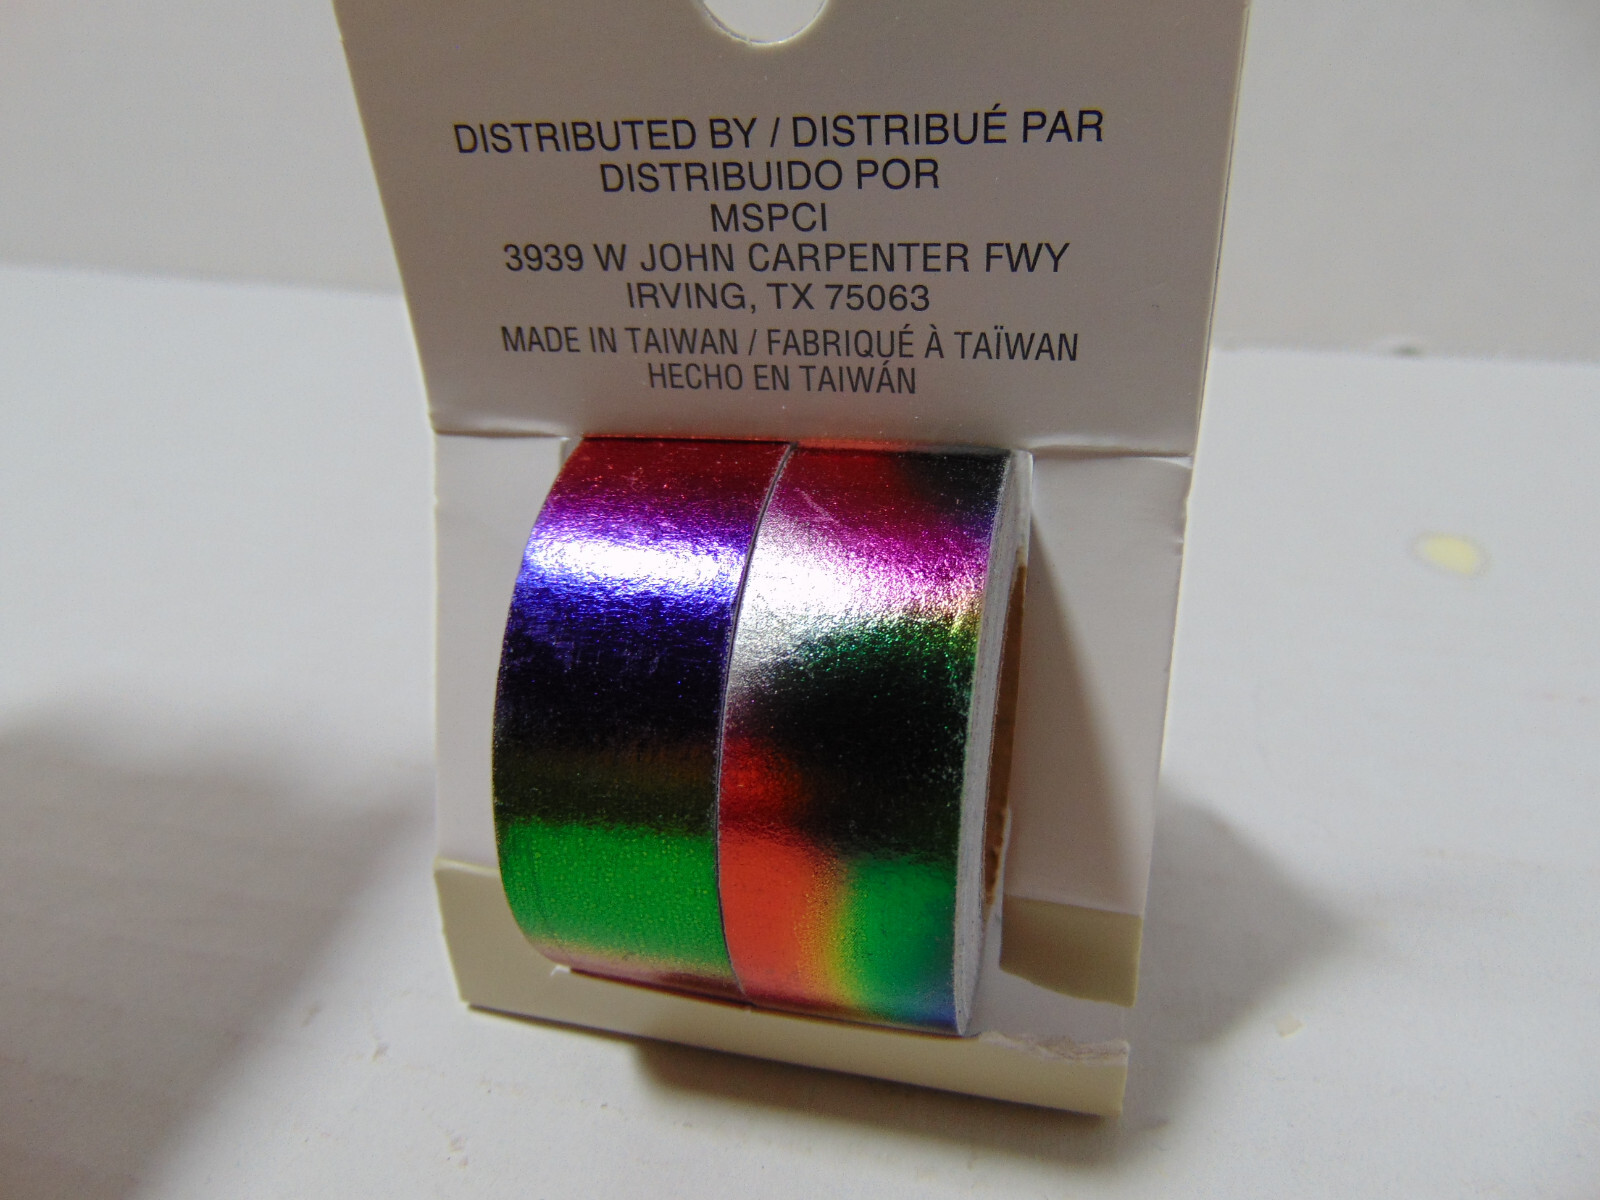 DISTRIBUTED BY / DISTRIBUÉ PAR
DISTRIBUIDO POR
MSPCI
3939 W JOHN CARPENTER FWY
IRVING, TX 75063
MADE IN TAIWAN / FABRIQUÉ À TAÏWAN
HECHO EN TAIWÁN